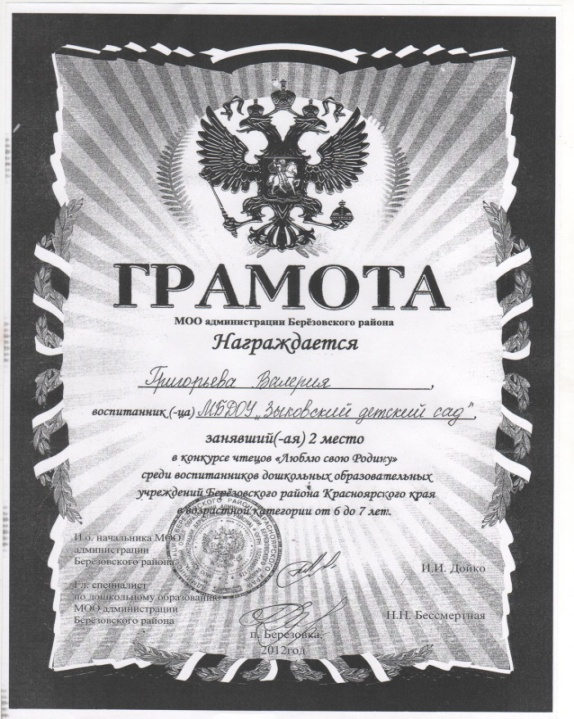 ГРАМОТА
МОО администрации Берёзовского района
Награждается
Григорьева Валерия,
воспитанник (-ца) МБДОУ „Зыковский детский сад",
занявший(-ая) 2 место
в конкурсе чтецов «Люблю свою Родину»
среди воспитанников дошкольных образовательных
учреждений Берёзовского района Красноярского края
в возрастной категории от 6 до 7 лет.
И.о. начальника МОО
администрации
Берёзовского района
И.И. Дойко
Гл. специалист
по дошкольному образованию
МОО администрации
Берёзовского района
Н.Н. Бессмертная
п. Березовка,
2012год